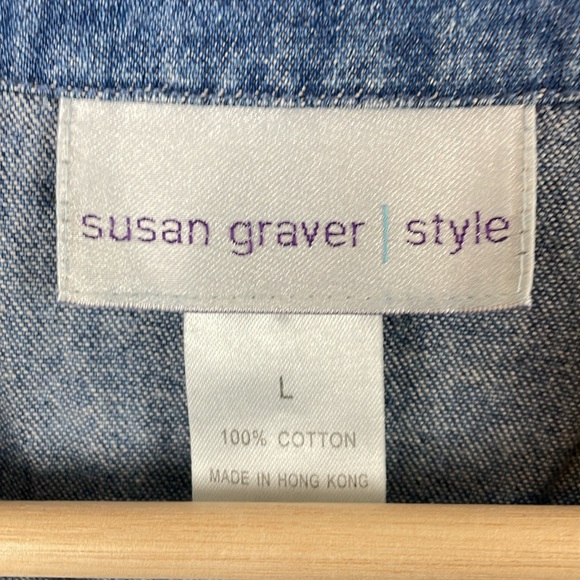 susan graver | style
L
100% COTTON
MADE IN HONG KONG